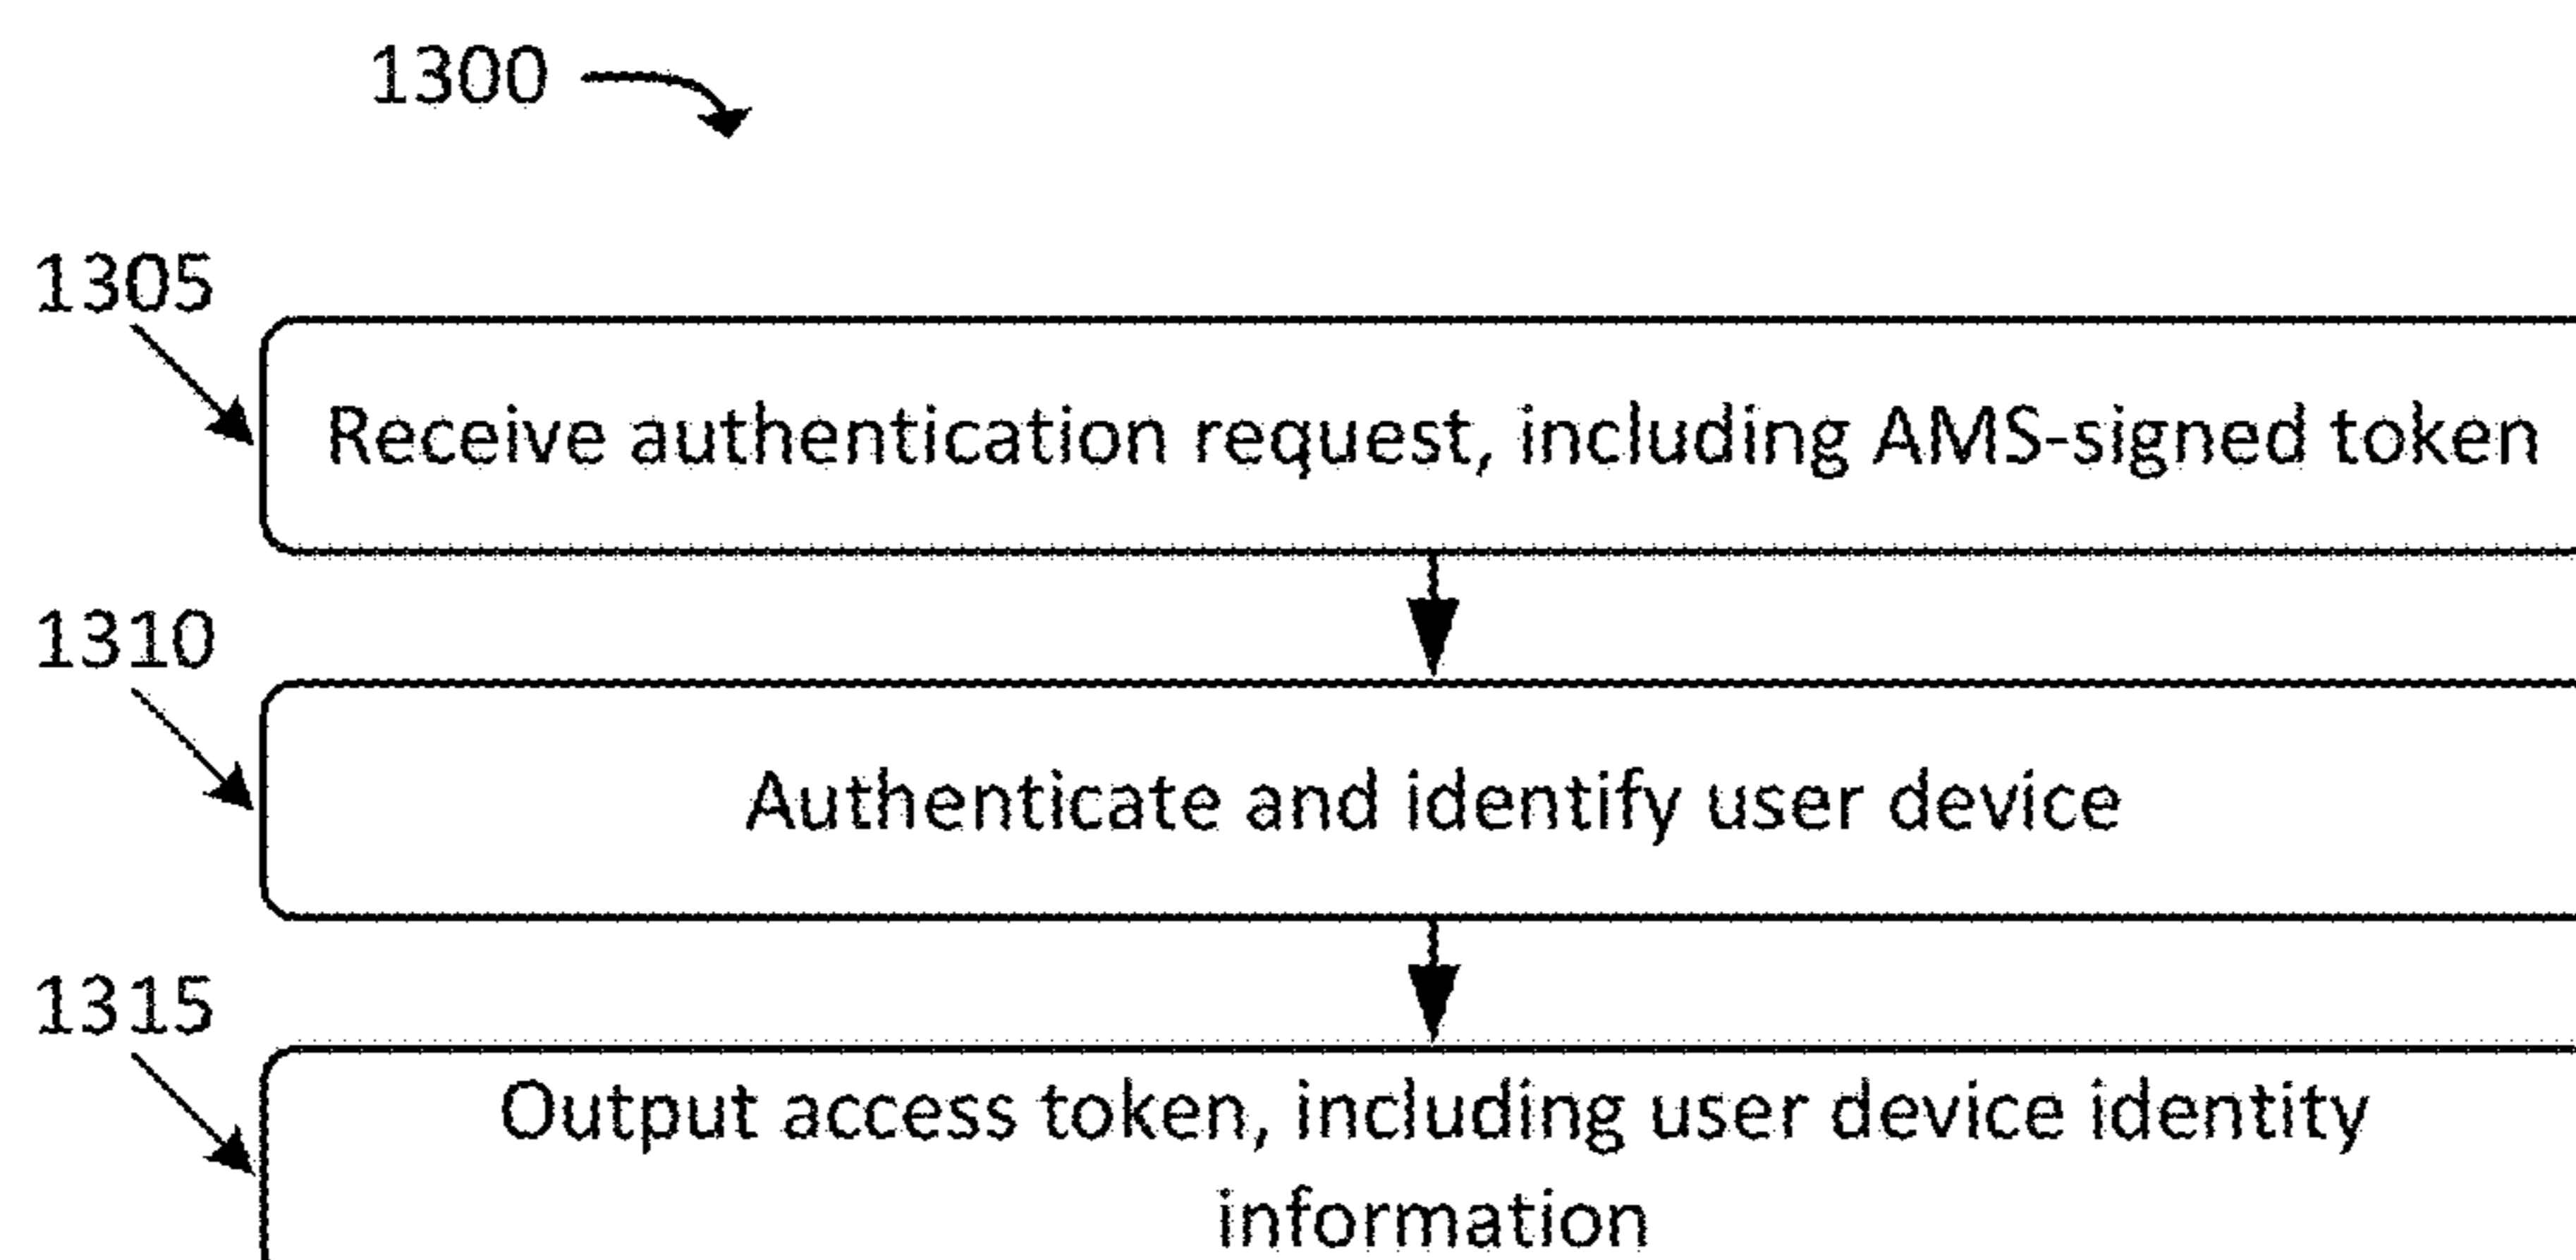 1300
1305
Receive authentication request, including AMS-signed token
1310
Authenticate and identify user device
1315
Output access token, including user device identity
information